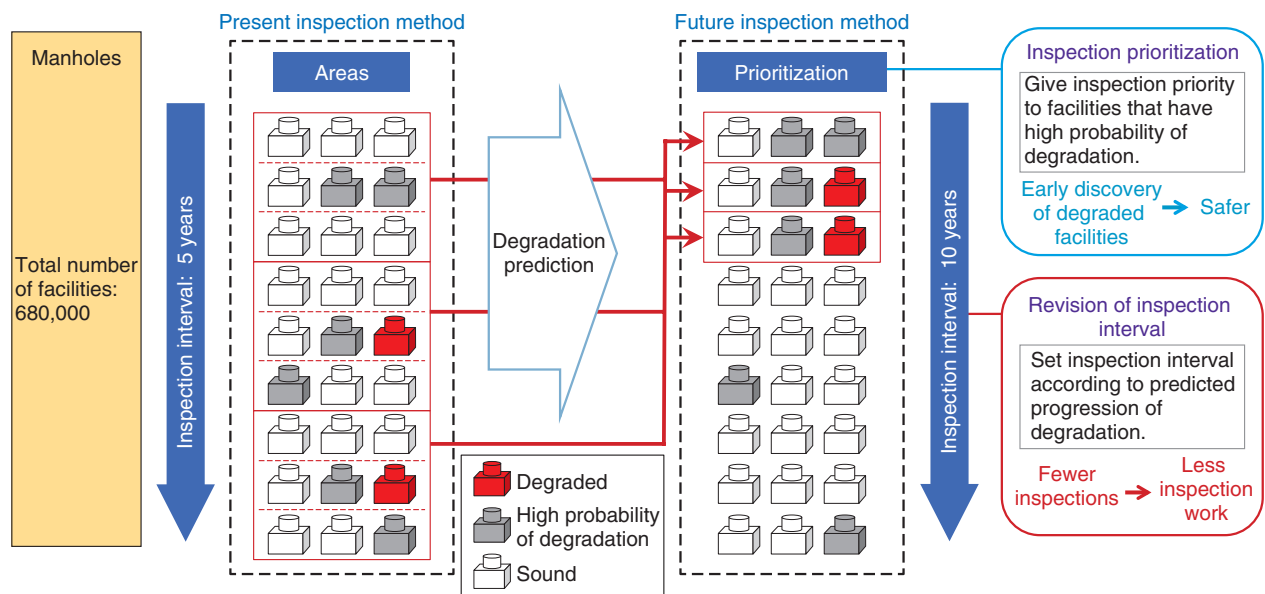 Manholes
Total number
of facilities:
680,000
Inspection interval: 5 years
Present inspection method
Areas
Degradation
prediction
Degraded
High probability
of degradation
Sound
Future inspection method
Prioritization
Inspection interval: 10 years
Inspection prioritization
Give inspection priority
to facilities that have
high probability of
degradation.
Early discovery
of degraded
facilities
Safer
Revision of inspection
interval
Set inspection interval
according to predicted
progression of
degradation.
Fewer
inspections
Less
inspection
work